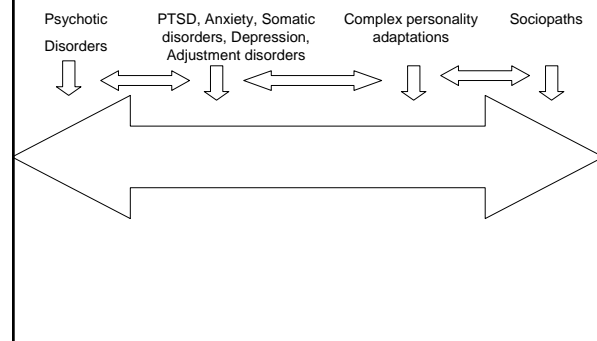 Psychotic
Disorders
PTSD, Anxiety, Somatic
disorders, Depression,
Adjustment disorders
Complex personality
adaptations
Sociopaths